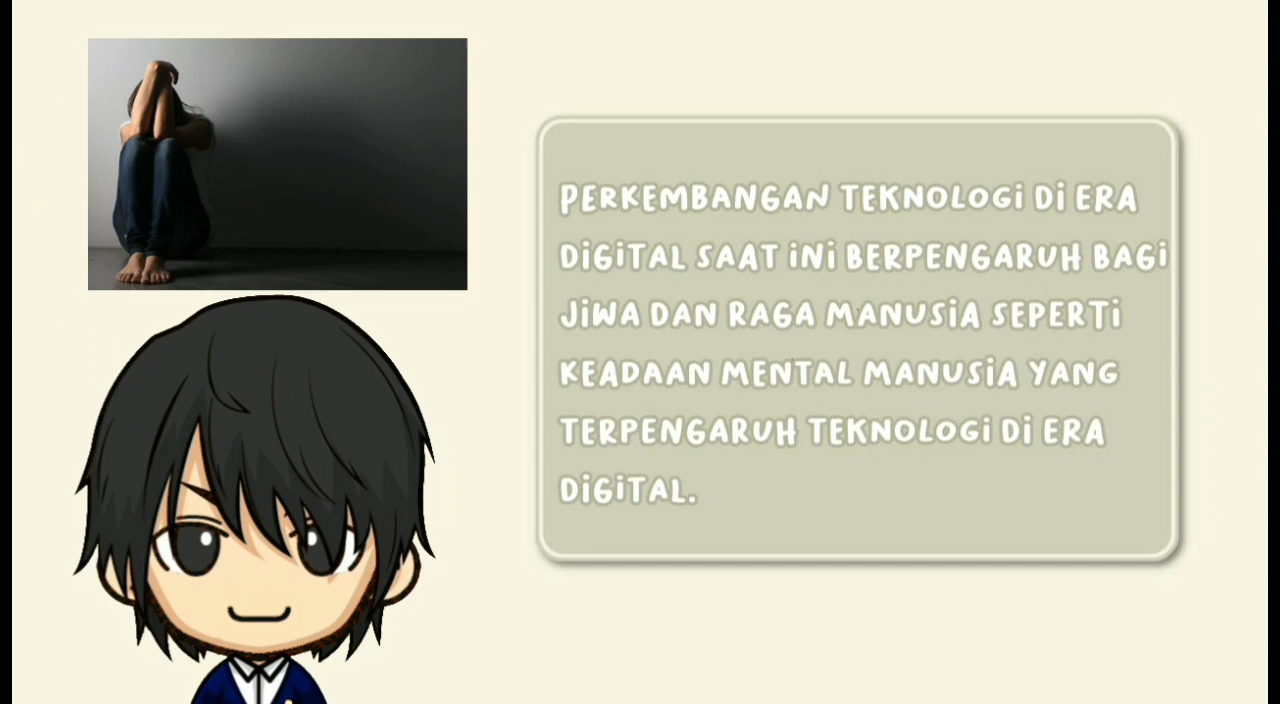 PERKEMBANGAN TEKNOLOGi Di ERA
DiGiTAL SAAT iNi BERPENGARUH BAGi
JiWA DAN RAGA MANUSiA SEPERTi
KEADAAN MENTAL MANUSiA YANG
TERPENGARUH TEKNOLOGi Di ERA
DiGiTAL.